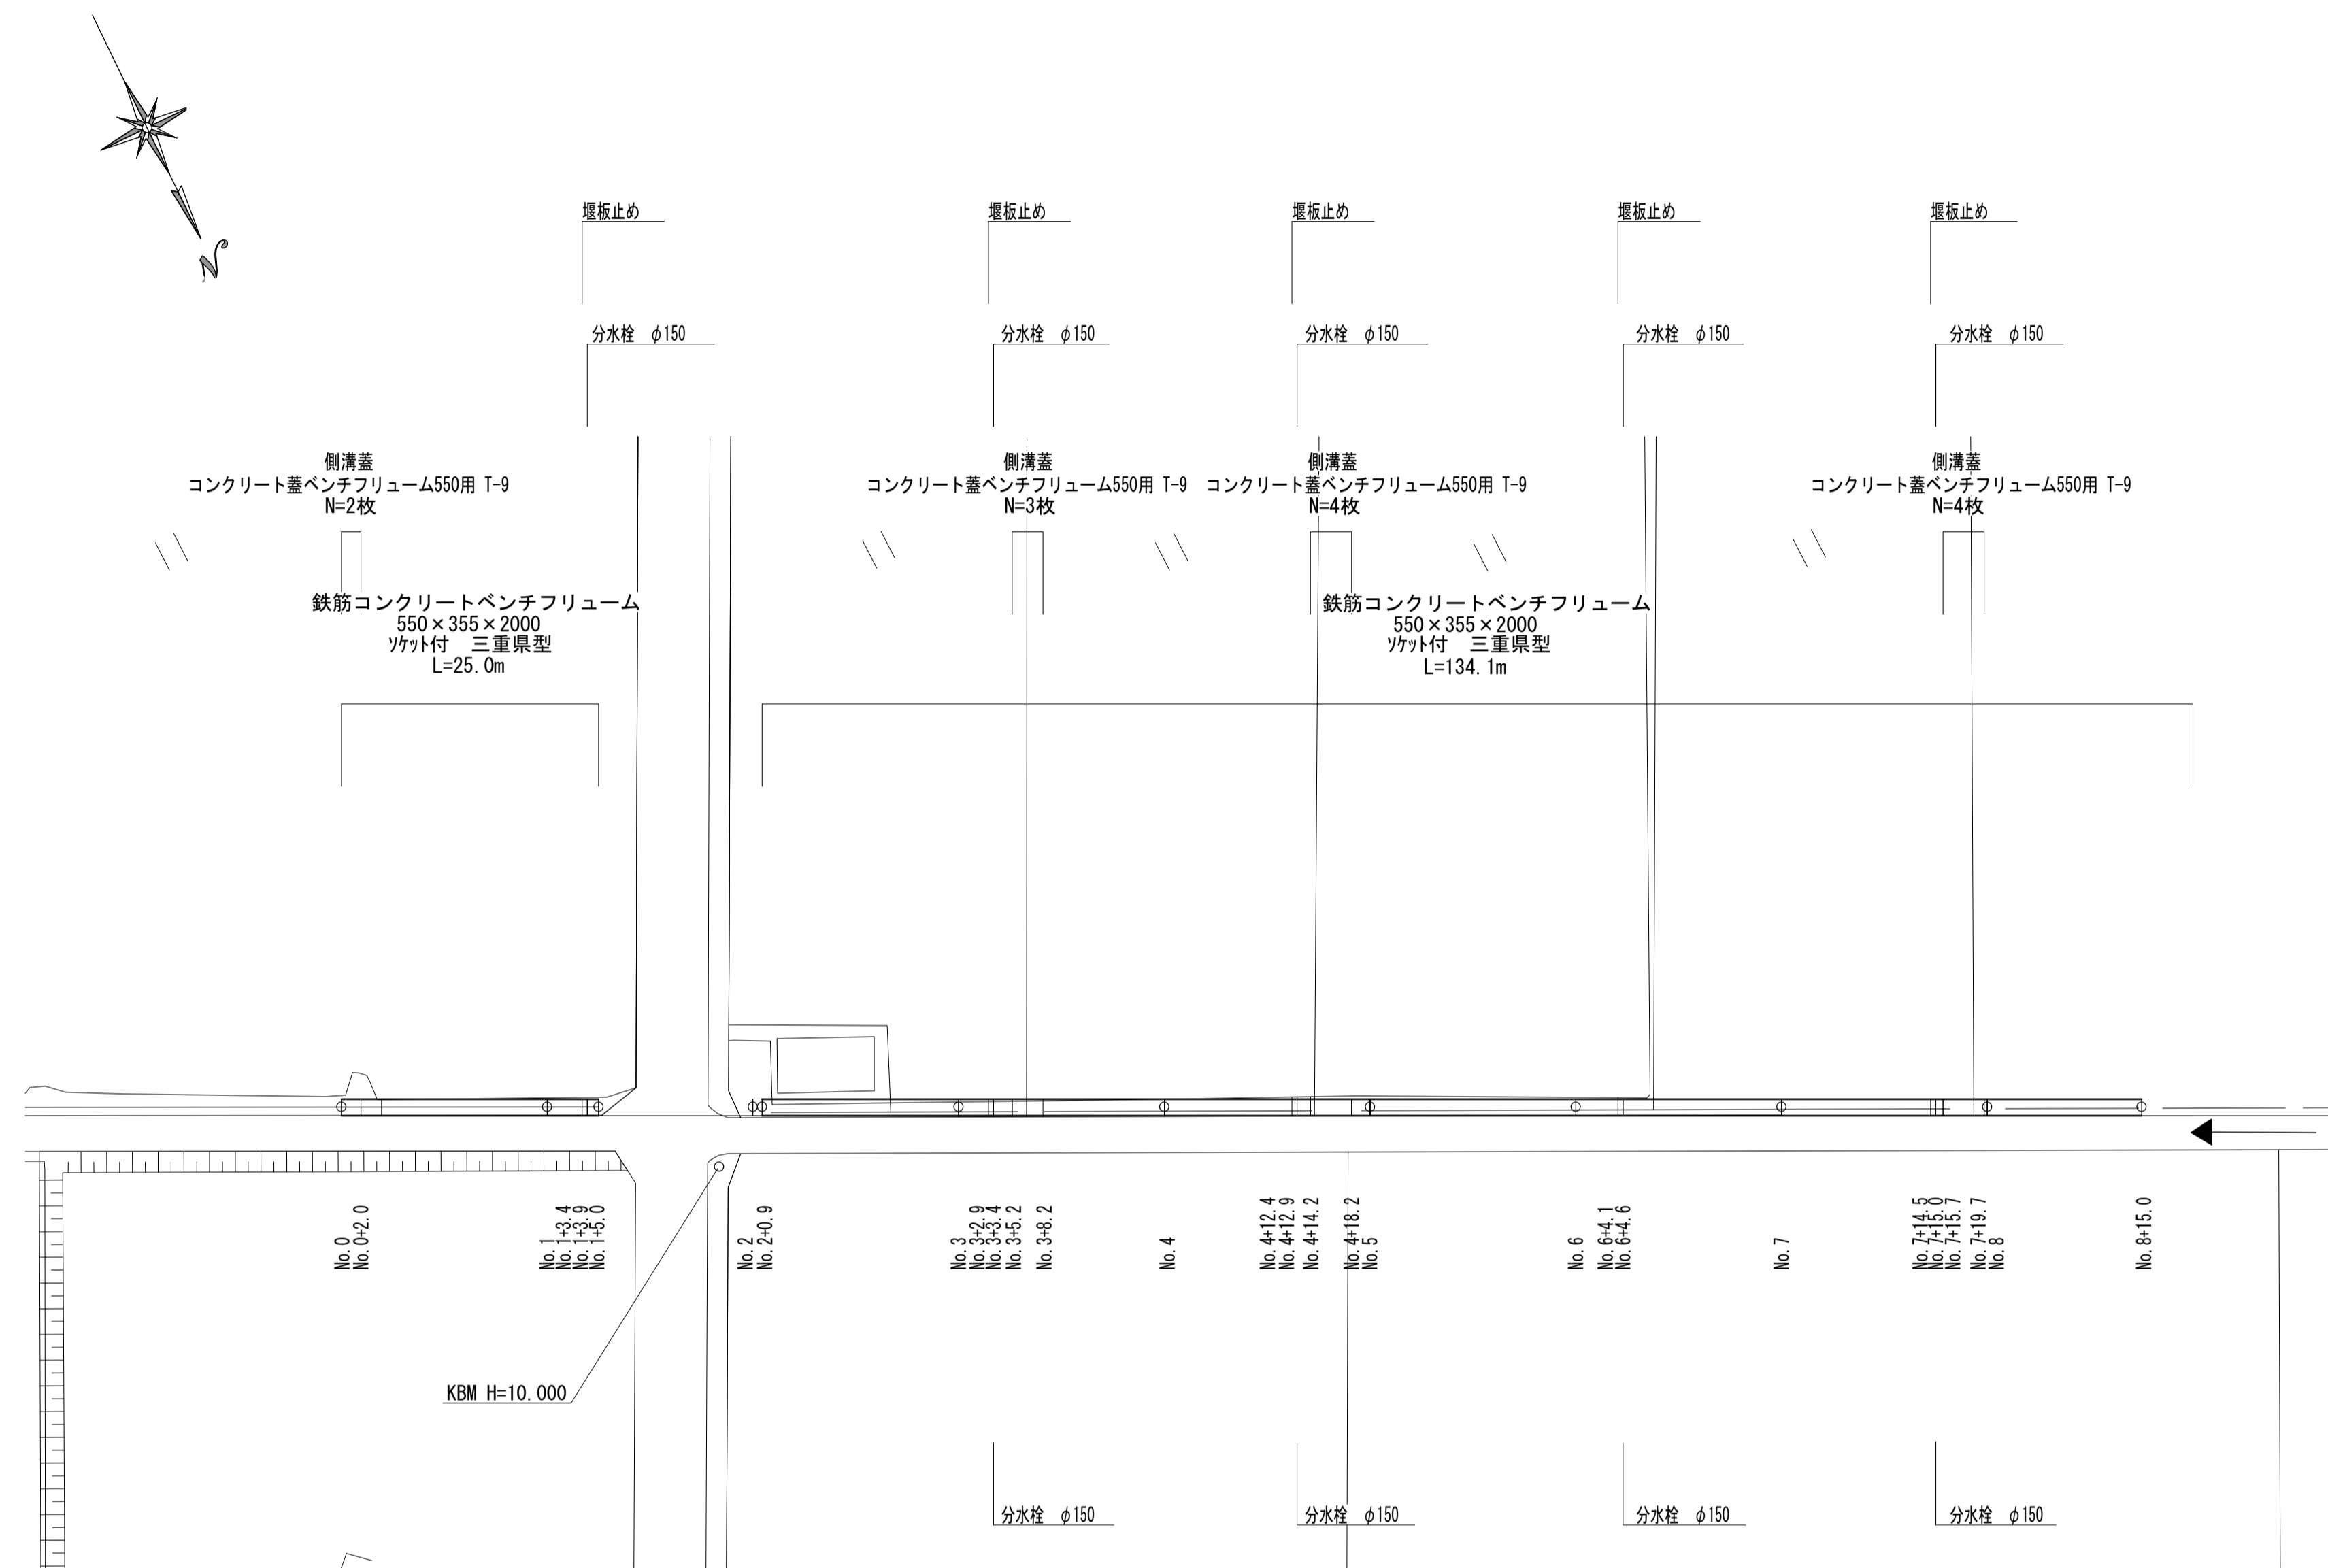 堰板止め
堰板止め
堰板止め
堰板止め
堰板止め
分水栓 φ150
分水栓 φ150
分水栓 φ150
分水栓 φ150
分水栓 φ150
N
側溝蓋
コンクリート蓋ベンチフリューム550用 T-9
N=2枚
側溝蓋
コンクリート蓋ベンチフリューム550用 T-9
N=3枚
側溝蓋
コンクリート蓋ベンチフリューム550用 T-9
N=4枚
側溝蓋
コンクリート蓋ベンチフリューム550用 T-9
N=4枚
鉄筋コンクリートベンチフリューム
550×355×2000
ソケット付 三重県型
L=25.0m
鉄筋コンクリートベンチフリューム
550×355×2000
ソケット付 三重県型
L=134.1m
No.0
No.0+2.0
No.1
No.1+3.4
No.1+3.9
No.1+5.0
No.2
No.2+0.9
No.3
No.3+2.9
No.3+3.4
No.3+5.2
No.3+8.2
No.4
No.4+12.4
No.4+12.9
No.4+14.2
No.4+18.2
No.5
No.6
No.6+4.1
No.6+4.6
No.7
No.7+14.5
No.7+15.0
No.7+15.7
No.7+19.7
No.8
No.8+15.0
KBM H=10.000
分水栓 φ150
分水栓 φ150
分水栓 φ150
分水栓 φ150